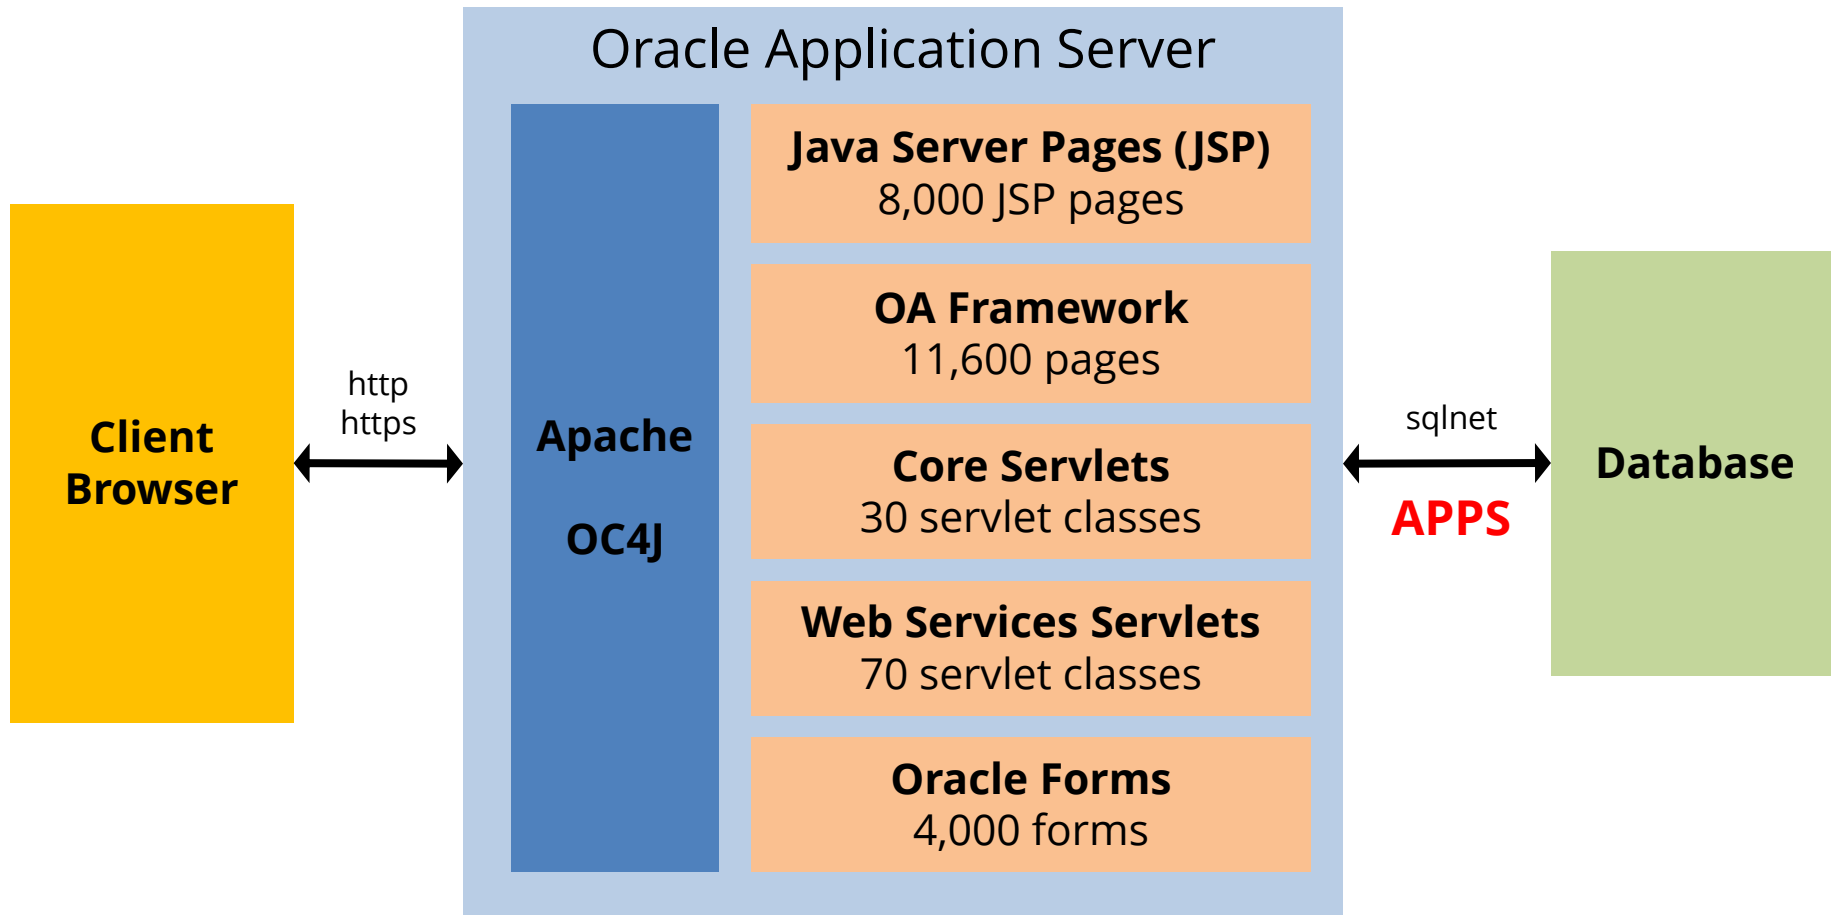 Oracle Application Server
Client
Browser
http
https
Apache
OC4J
Java Server Pages (JSP)
8,000 JSP pages
OA Framework
11,600 pages
Core Servlets
30 servlet classes
Web Services Servlets
70 servlet classes
Oracle Forms
4,000 forms
sqlnet
APPS
Database